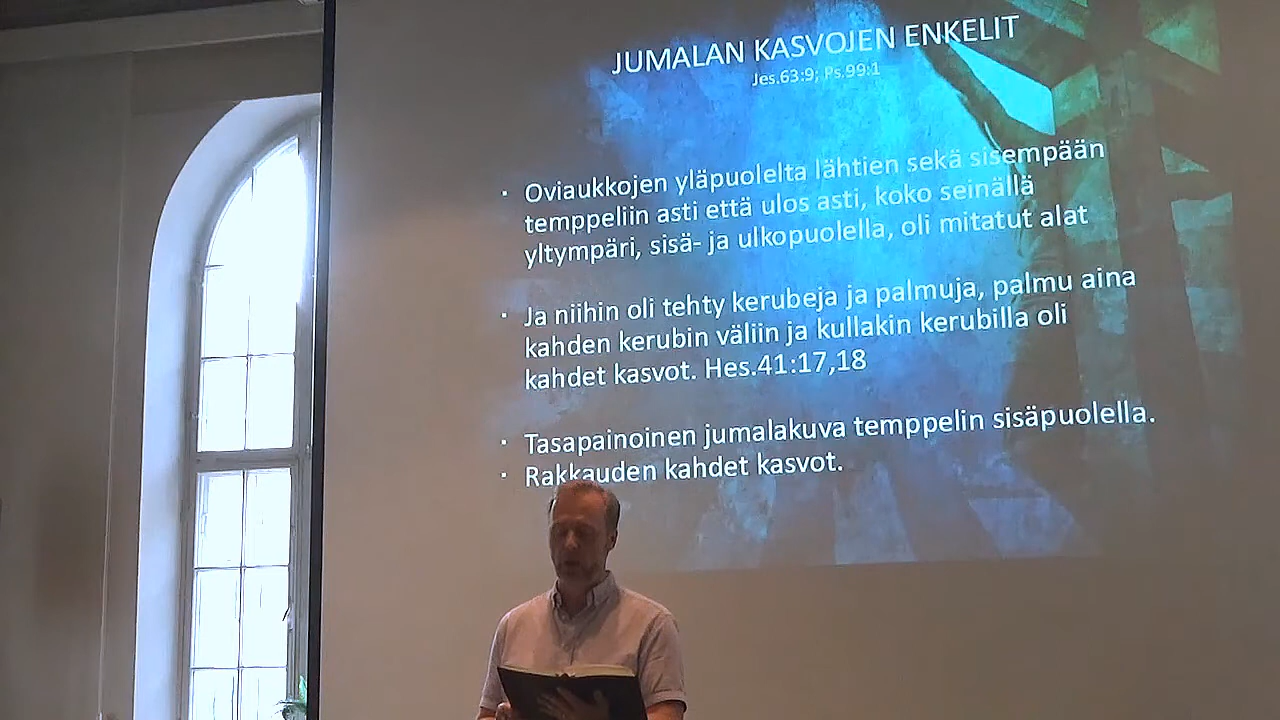 JUMALAN KASVOJEN ENKELIT
Jes.63:9; Ps.99:1
· Oviaukkojen yläpuolelta lähtien sekä sisempään
temppeliin asti että ulos asti, koko seinällä
yltympäri, sisä- ja ulkopuolella, oli mitatut alat
· Ja niihin oli tehty kerubeja ja palmuja, palmu aina
kahden kerubin väliin ja kullakin kerubilla oli
kahdet kasvot. Hes.41:17,18
· Tasapainoinen jumalakuva temppelin sisäpuolella.
· Rakkauden kahdet kasvot.